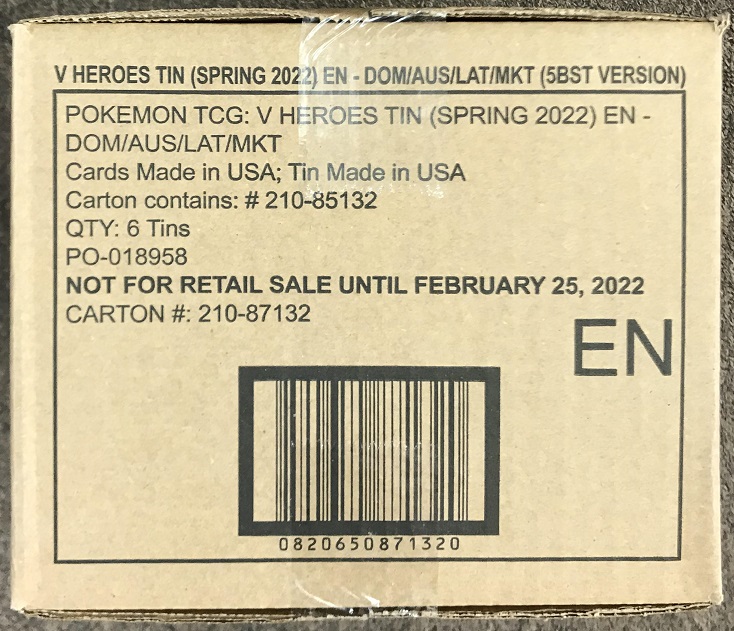 V HEROES TIN (SPRING 2022) EN - DOM/AUS/LAT/MKT (5BST VERSION)
POKEMON TCG: V HEROES TIN (SPRING 2022) EN -
DOM/AUS/LAT/MKT
Cards Made in USA; Tin Made in USA
Carton contains: # 210-85132
QTY: 6 Tins
PO-018958
NOT FOR RETAIL SALE UNTIL FEBRUARY 25, 2022
CARTON #: 210-87132
EN
0820650871320